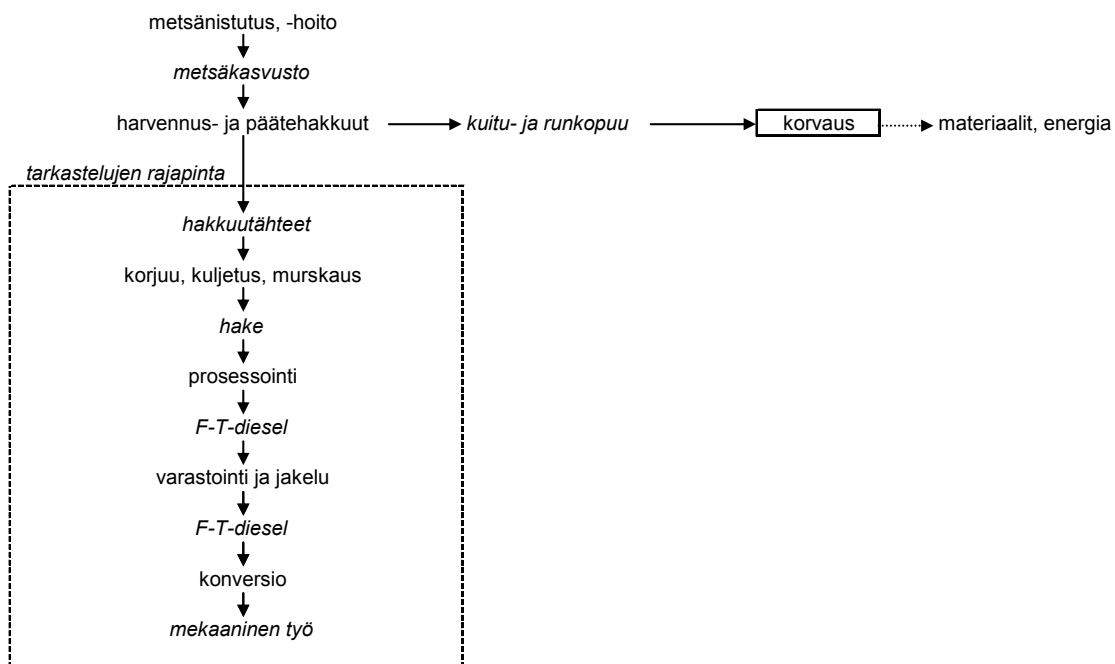 metsänistutus, -hoito
metsäkasvusto
harvennus- ja päätehakkuut kuitu- ja runkopuu korvaus materiaalit, energia
tarkastelujen rajapinta
hakkuutähteet
korjuu, kuljetus, murskaus
hake
prosessointi
F-T-diesel
varastointi ja jakelu
F-T-diesel
konversio
mekaaninen työ